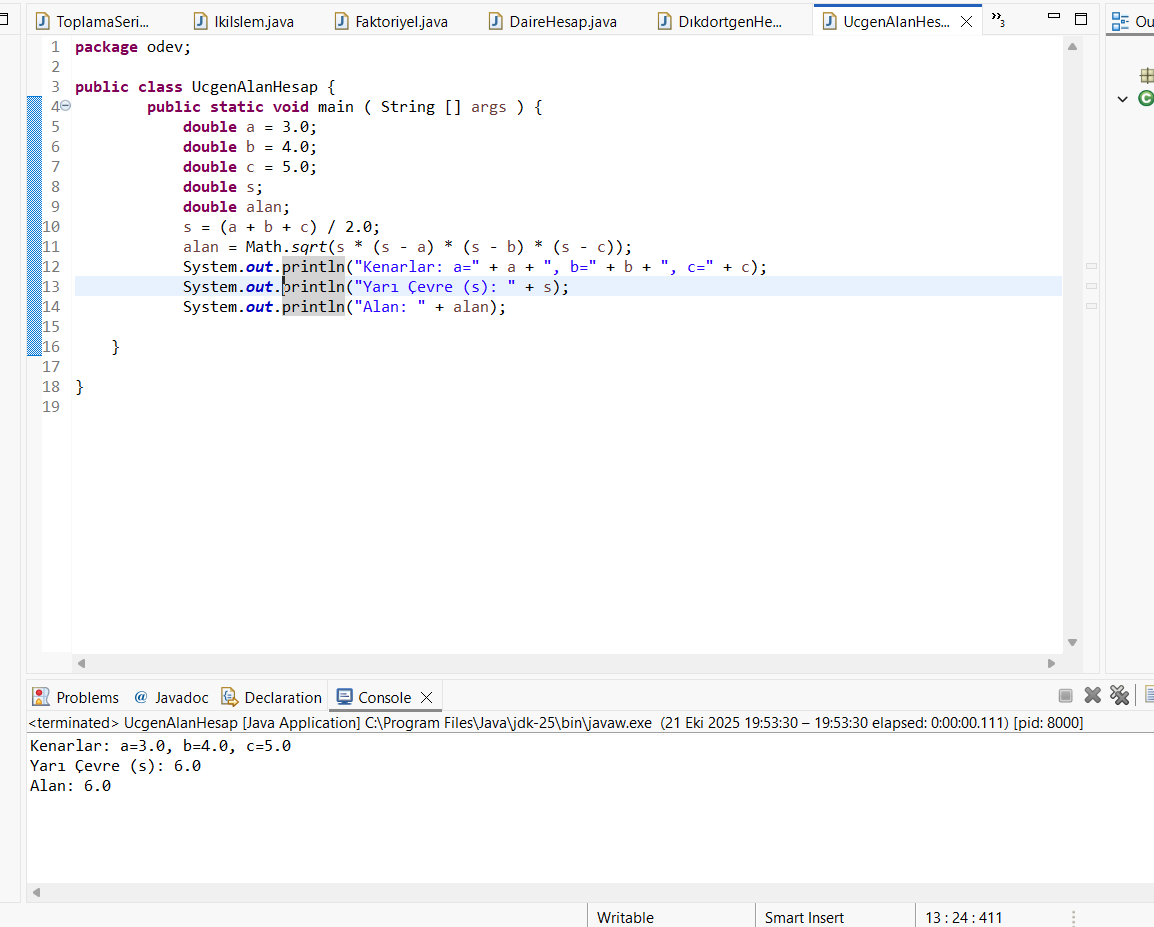 ToplamaSeri... IkiIslem.java Faktoriyel.java DaireHesap.java DıkdortgenHe... UcgenAlanHes... »3 Ou
1 package odev;
2
3 public class UcgenAlanHesap {
4 public static void main ( String [] args ) {
5 double a = 3.0;
6 double b = 4.0;
7 double c = 5.0;
8 double s;
9 double alan;
10 s = (a + b + c) / 2.0;
11 alan = Math.sqrt(s * (s - a) * (s - b) * (s - c));
12 System.out.println("Kenarlar: a=" + a + ", b=" + b + ", c=" + c);
13 System.out.println("Yarı Çevre (s): " + s);
14 System.out.println("Alan: " + alan);
15
16 }
17
18 }
19
Problems @ Javadoc Declaration Console
<terminated> UcgenAlanHesap [Java Application] C:\Program Files\Java\jdk-25\bin\javaw.exe (21 Eki 2025 19:53:30 – 19:53:30 elapsed: 0:00:00.111) [pid: 8000]
Kenarlar: a=3.0, b=4.0, c=5.0
Yarı Çevre (s): 6.0
Alan: 6.0
Writable Smart Insert 13 : 24 : 411